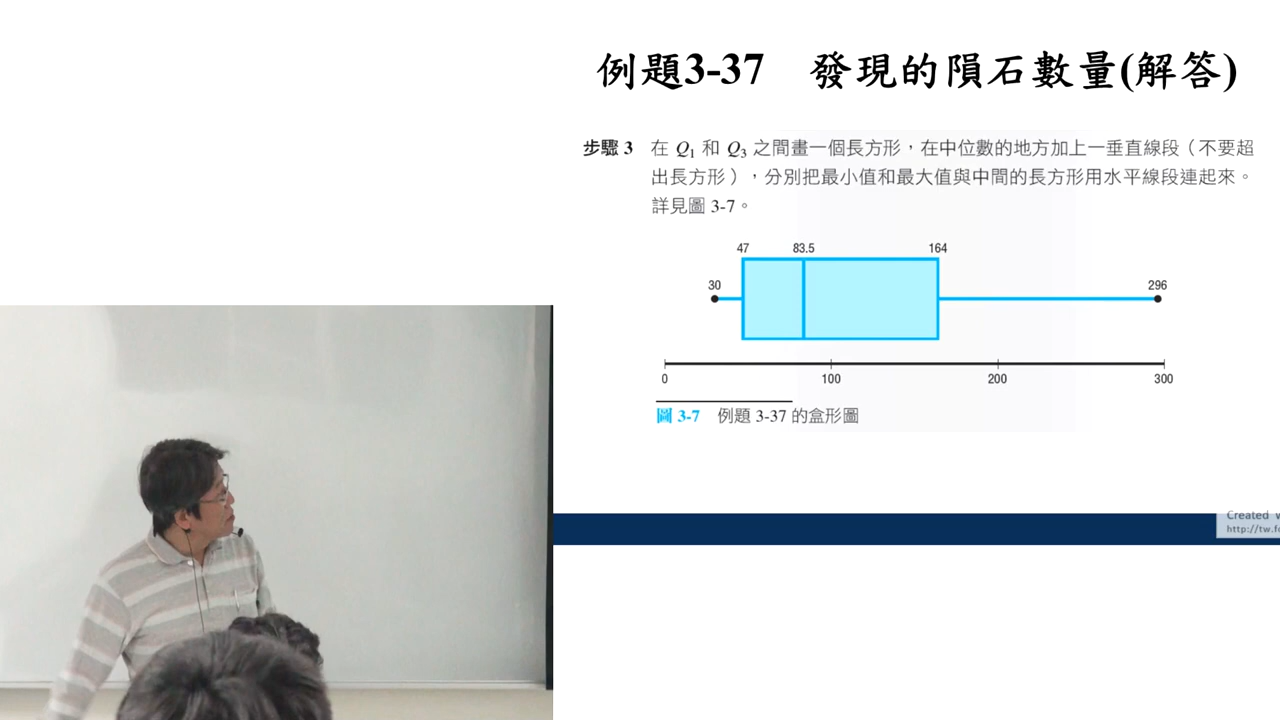 例題3-37 發現的隕石數量(解答)
步驟 3 在 Q1 和 Q3 之間畫一個長方形，在中位數的地方加上一垂直線段（不要超
出長方形），分別把最小值和最大值與中間的長方形用水平線段連起來。
詳見圖 3-7。
47 83.5 164
30 296
0 100 200 300
圖 3-7 例題 3-37 的盒形圖
Created
http://tw.fo